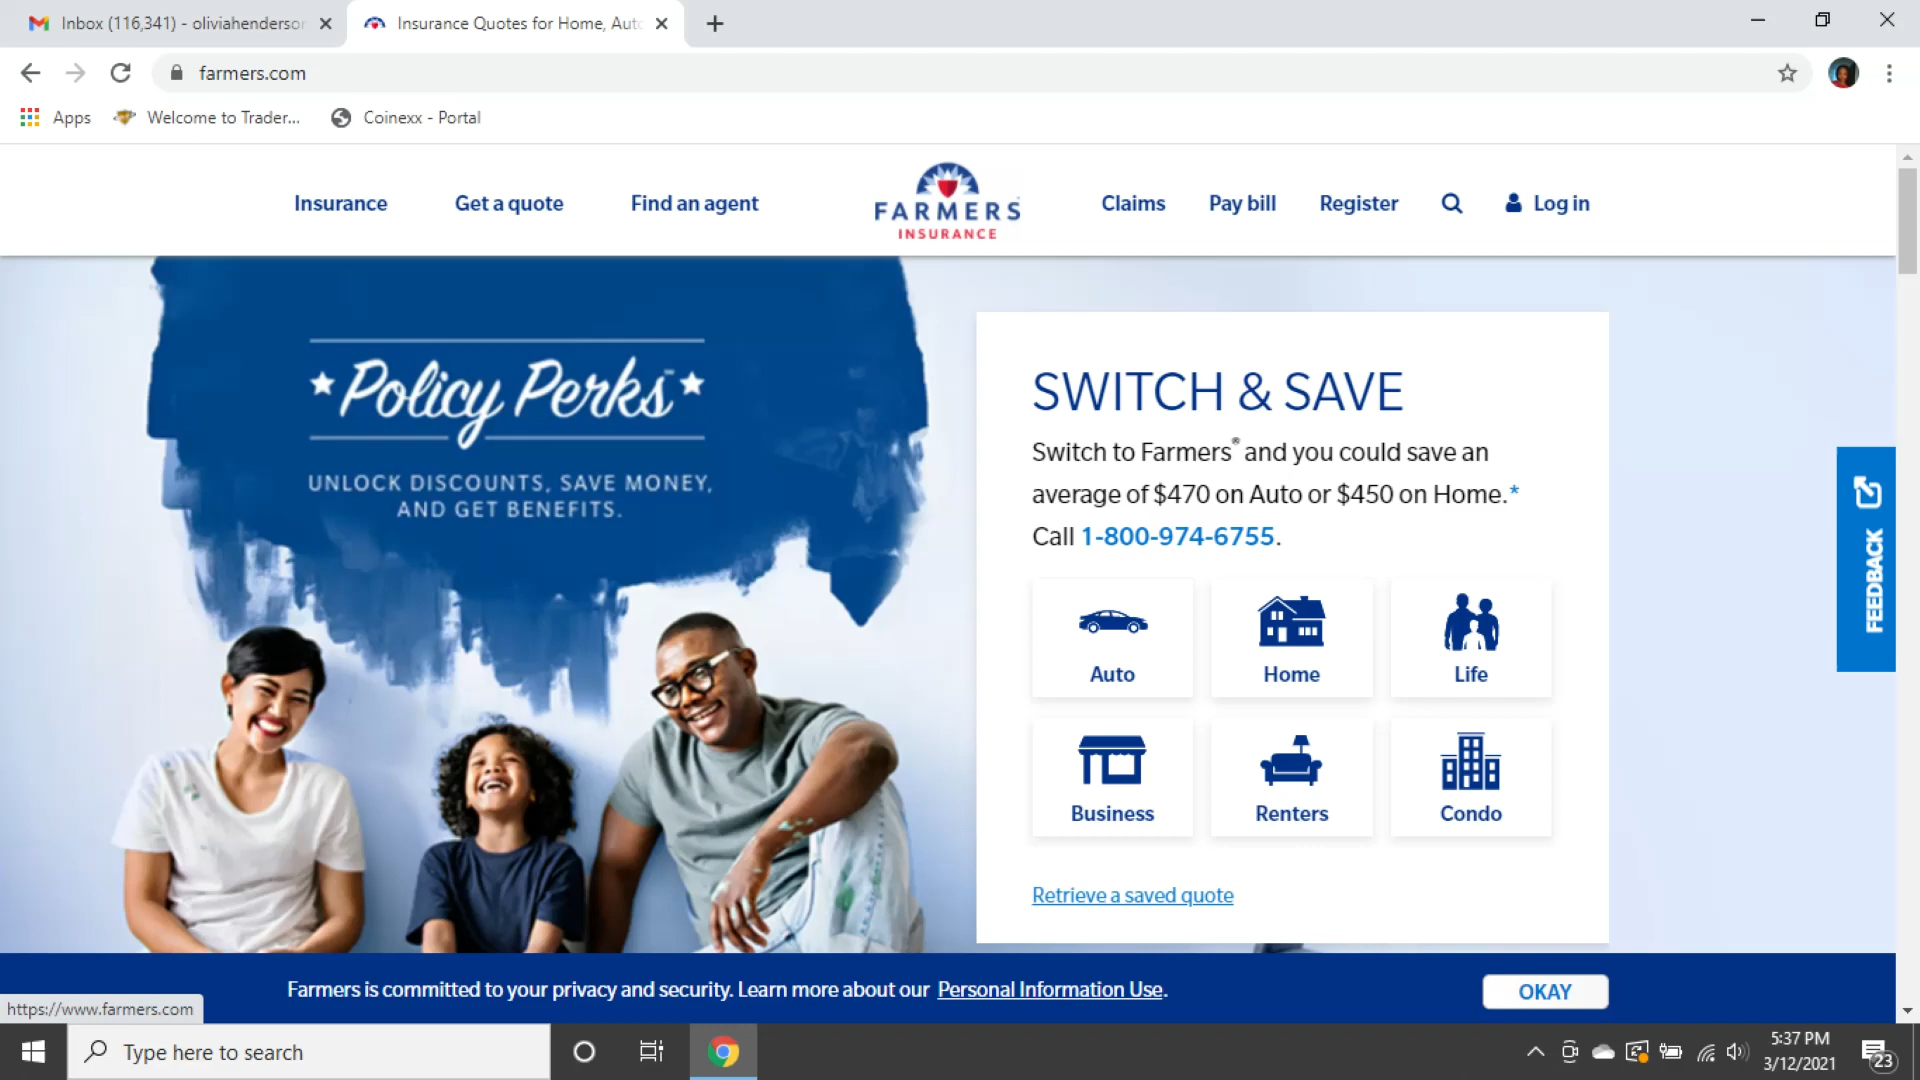 Inbox (116,341) - oliviahenderson
Insurance Quotes for Home, Auto
farmers.com
Apps
Welcome to Trader...
Coinexx - Portal
Insurance
Get a quote
Find an agent
FARMERS
INSURANCE
Claims
Pay bill
Register
Log in
Policy Perks™
UNLOCK DISCOUNTS, SAVE MONEY,
AND GET BENEFITS.
SWITCH & SAVE
Switch to Farmers® and you could save an
average of $470 on Auto or $450 on Home.*
Call 1-800-974-6755.
Auto
Home
Life
Business
Renters
Condo
Retrieve a saved quote
FEEDBACK
Farmers is committed to your privacy and security. Learn more about our Personal Information Use.
OKAY
https://www.farmers.com
Type here to search
5:37 PM
3/12/2021
23